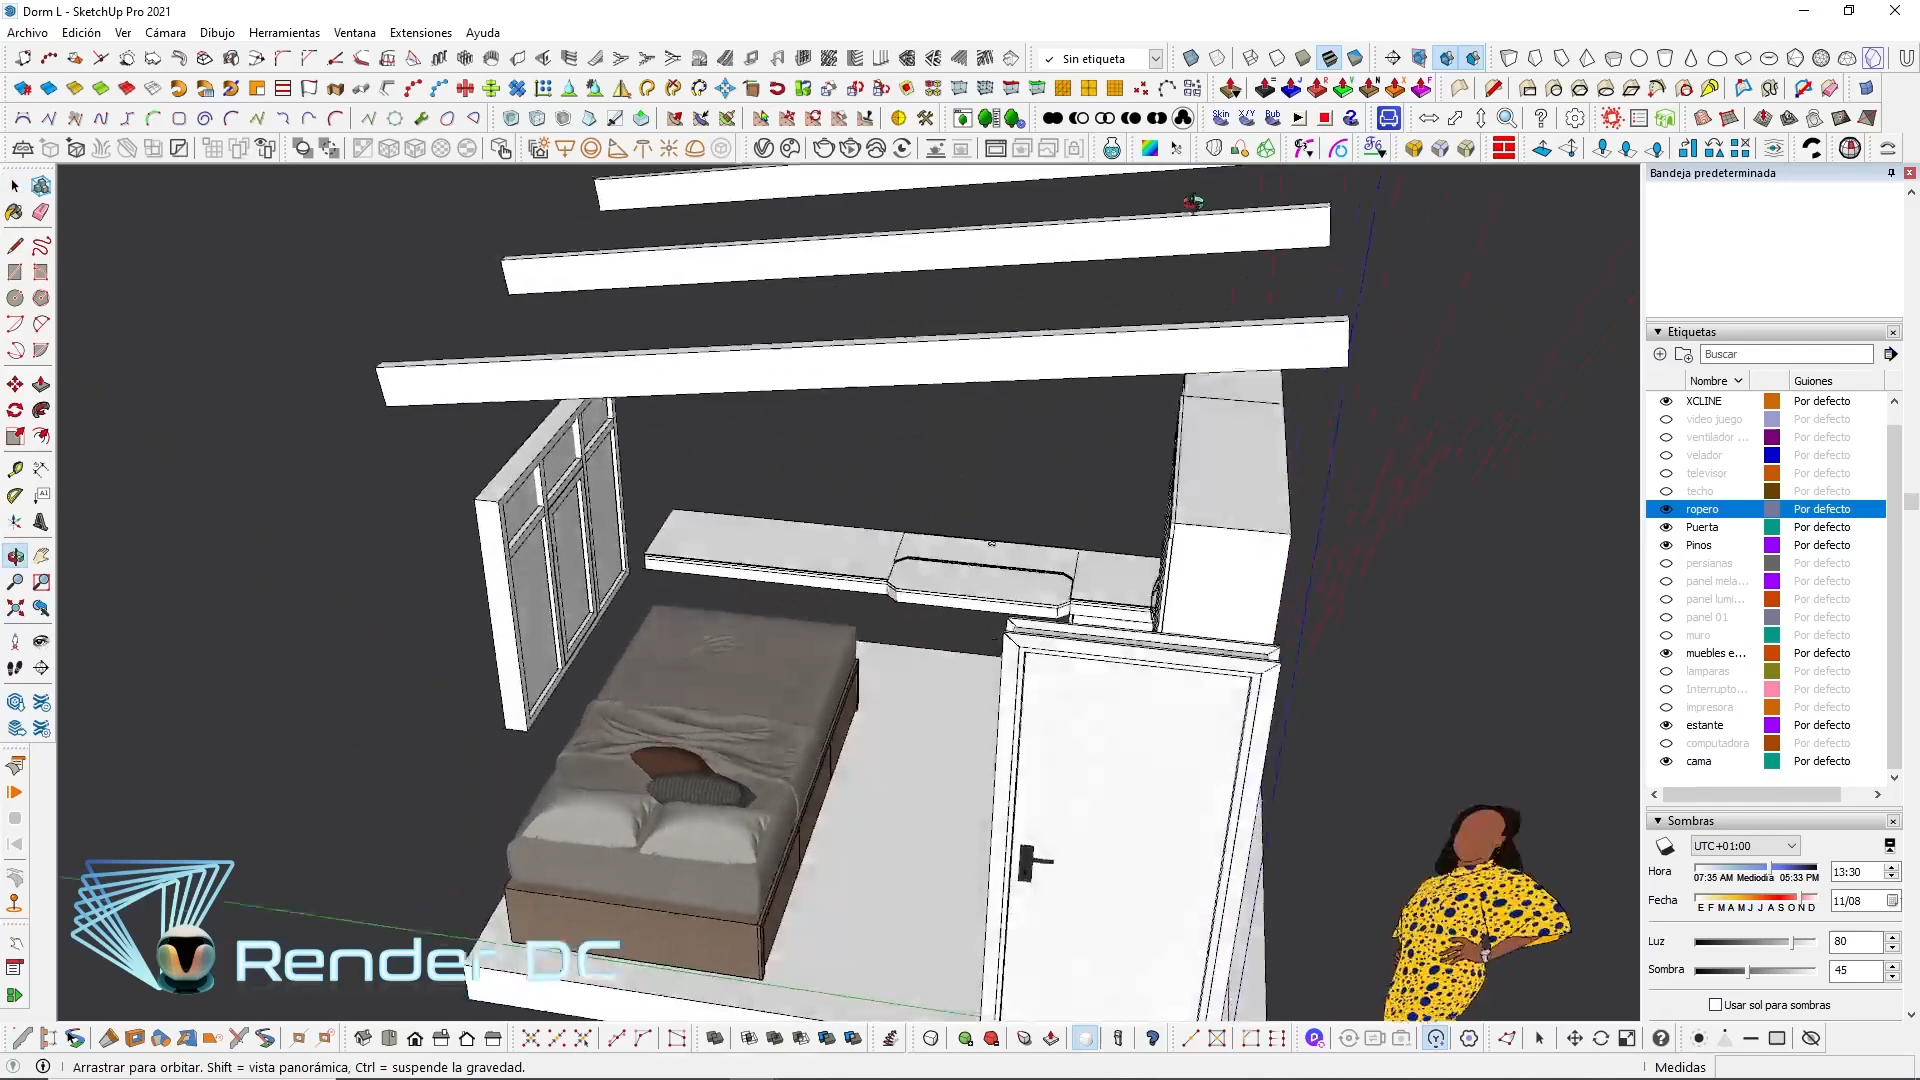 Dorm L - SketchUp Pro 2021
Archivo Edición Ver Cámara Dibujo Herramientas Ventana Extensiones Ayuda
✓ Sin etiqueta
Skin X/Y Bub
Bandeja predeterminada
Etiquetas
Buscar
Nombre Guiones
XCLINE Por defecto
video juego Por defecto
ventilador ... Por defecto
velador Por defecto
televisor Por defecto
techo Por defecto
ropero Por defecto
Puerta Por defecto
Pinos Por defecto
persianas Por defecto
panel mela... Por defecto
panel lumi... Por defecto
panel 01 Por defecto
muro Por defecto
muebles e... Por defecto
lamparas Por defecto
Interrupto... Por defecto
impresora Por defecto
estante Por defecto
computadora Por defecto
cama Por defecto
Sombras
UTC+01:00
Hora 13:30
07:35 AM Mediodía 05:33 PM
Fecha 11/08
E F M A M J J A S O N D
Luz 80
Sombra 45
Usar sol para sombras
Render DC
Arrastrar para orbitar. Shift = vista panorámica, Ctrl = suspende la gravedad.
Medidas